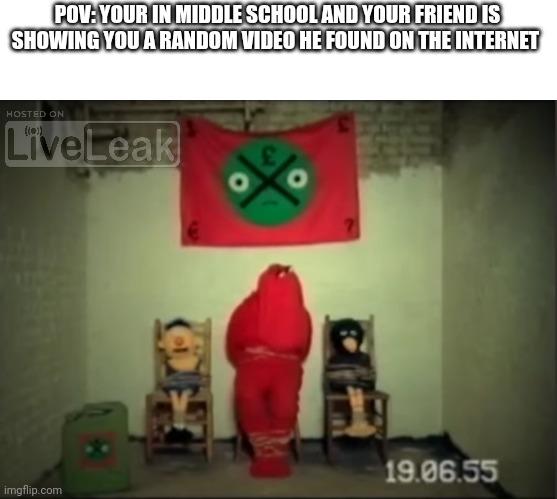 POV: YOUR IN MIDDLE SCHOOL AND YOUR FRIEND IS
SHOWING YOU A RANDOM VIDEO HE FOUND ON THE INTERNET
HOSTED ON
LiveLeak
£
£
€
?
19.06.55
imgflip.com